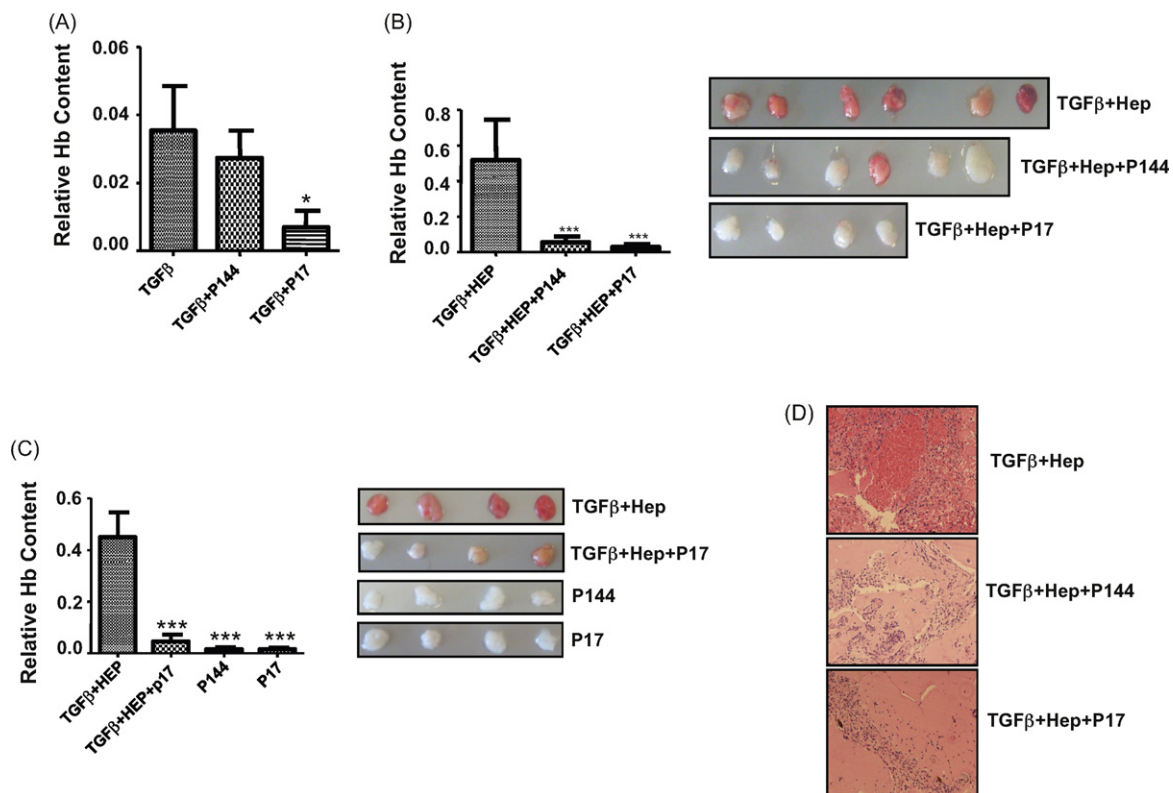 (A)
Relative Hb Content
0.06
0.04
0.02
0.00
*
TGFβ
TGFβ+P144
TGFβ+P17
(B)
Relative Hb Content
0.8
0.6
0.4
0.2
0.0
***
***
TGFβ+HEP
TGFβ+HEP+P144
TGFβ+HEP+P17
TGFβ+Hep
TGFβ+Hep+P144
TGFβ+Hep+P17
(C)
Relative Hb Content
0.6
0.4
0.2
0.0
***
***
***
TGFβ+HEP
TGFβ+HEP+p17
P144
P17
TGFβ+Hep
TGFβ+Hep+P17
P144
P17
(D)
TGFβ+Hep
TGFβ+Hep+P144
TGFβ+Hep+P17